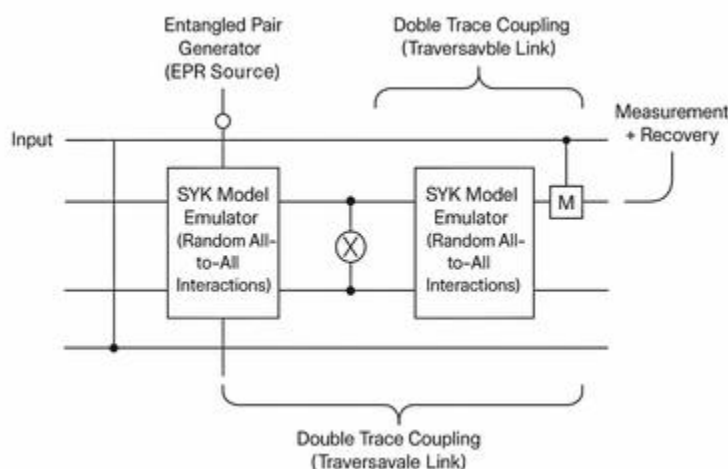 Entangled Pair
Generator
(EPR Source)
Doble Trace Coupling
(Traversavble Link)
Measurement
+ Recovery
Input
SYK Model
Emulator
(Random All-
to-All
Interactions)
X
SYK Model
Emulator
(Random All-
to-All
Interactions)
M
Double Trace Coupling
(Traversavale Link)